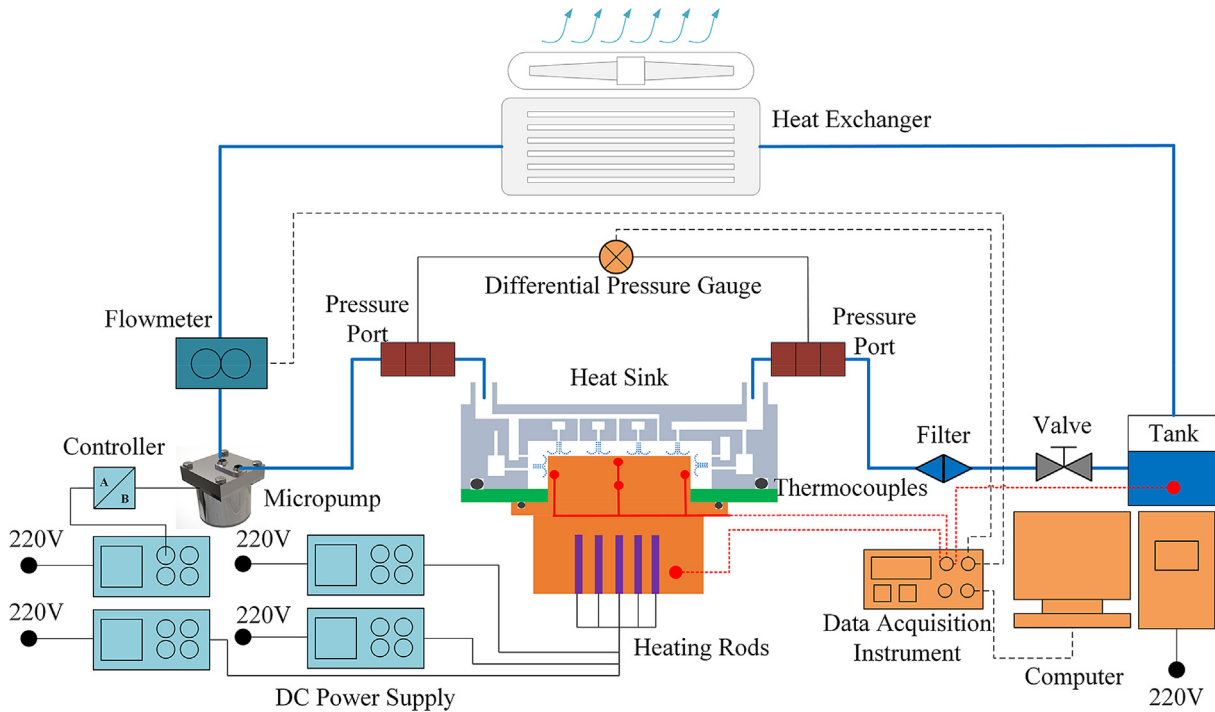 Heat Exchanger
Differential Pressure Gauge
Pressure
Port
Pressure
Port
Flowmeter
Heat Sink
Controller
A
B
Micropump
Filter
Valve
Tank
Thermocouples
220V
220V
220V
220V
Heating Rods
DC Power Supply
Data Acquisition
Instrument
Computer
220V